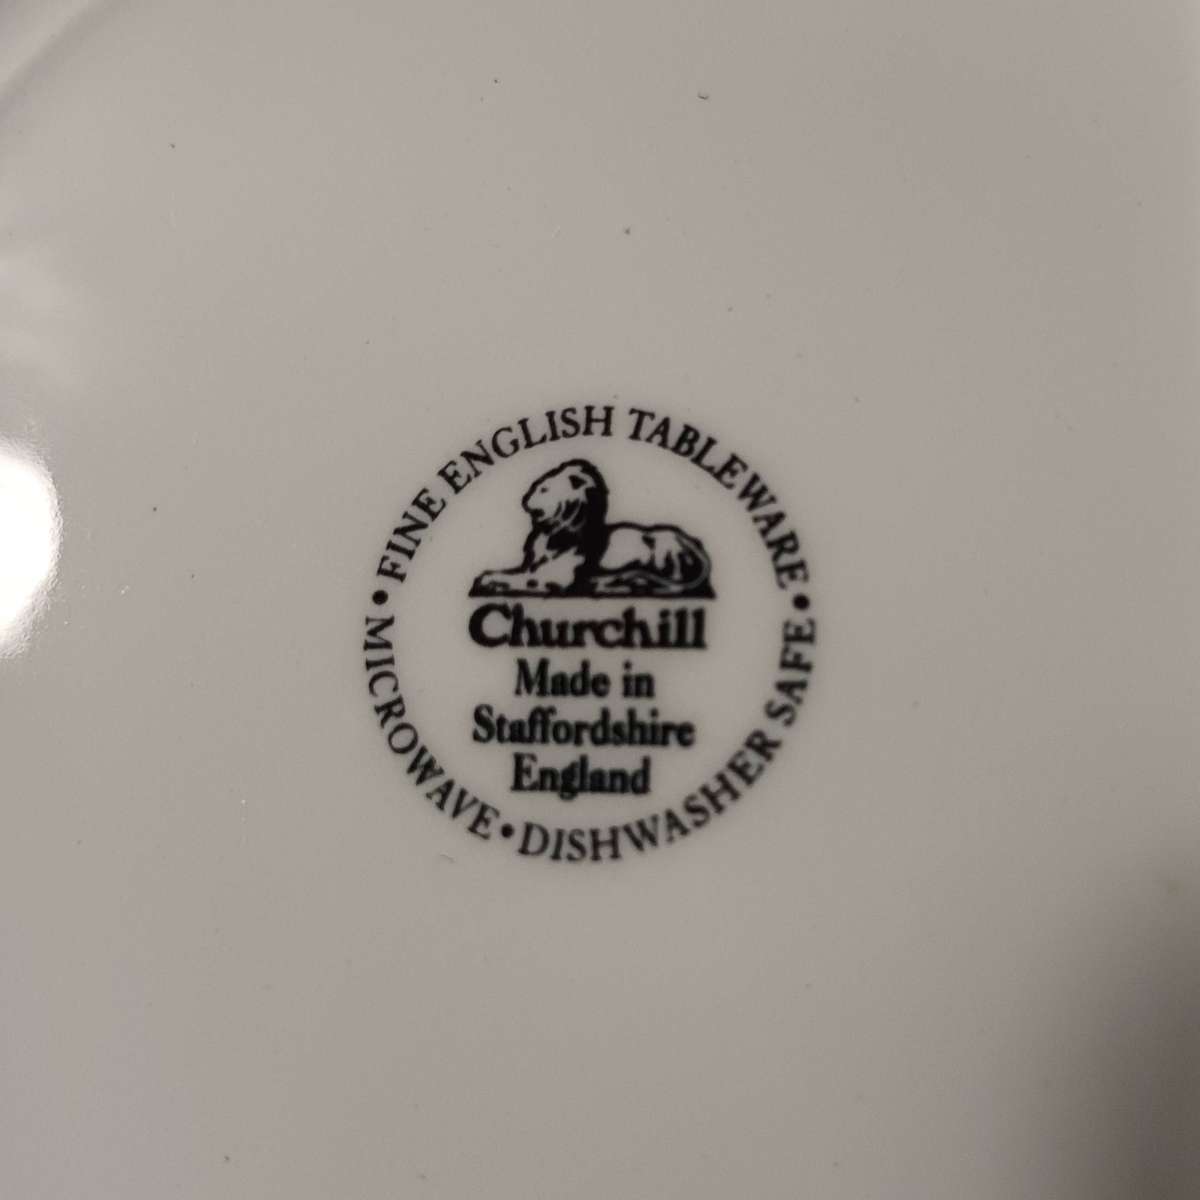 • FINE ENGLISH TABLEWARE •
Churchill
Made in
Staffordshire
England
MICROWAVE • DISHWASHER SAFE